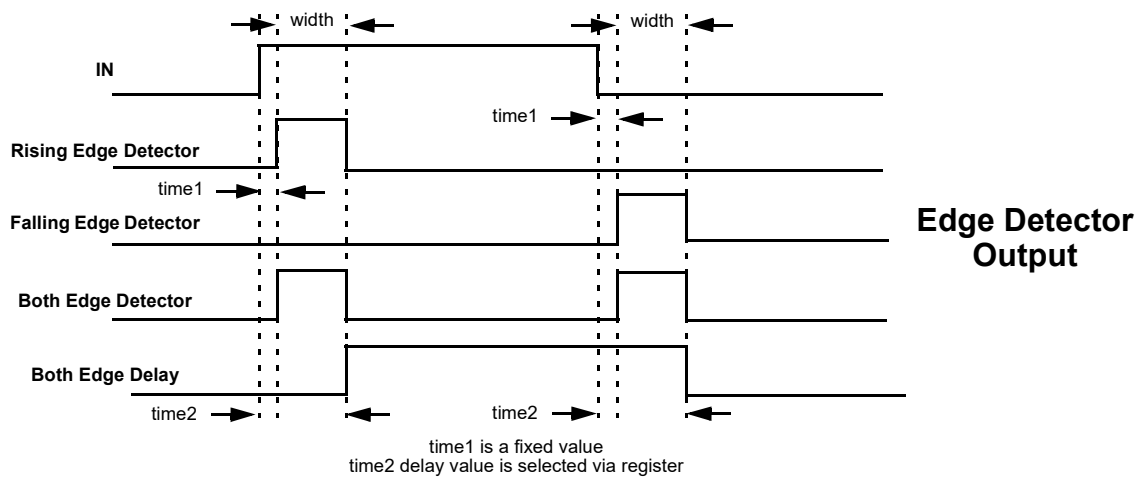 width
width
IN
time1
Rising Edge Detector
time1
Falling Edge Detector
Edge Detector
Output
Both Edge Detector
Both Edge Delay
time2
time2
time1 is a fixed value
time2 delay value is selected via register